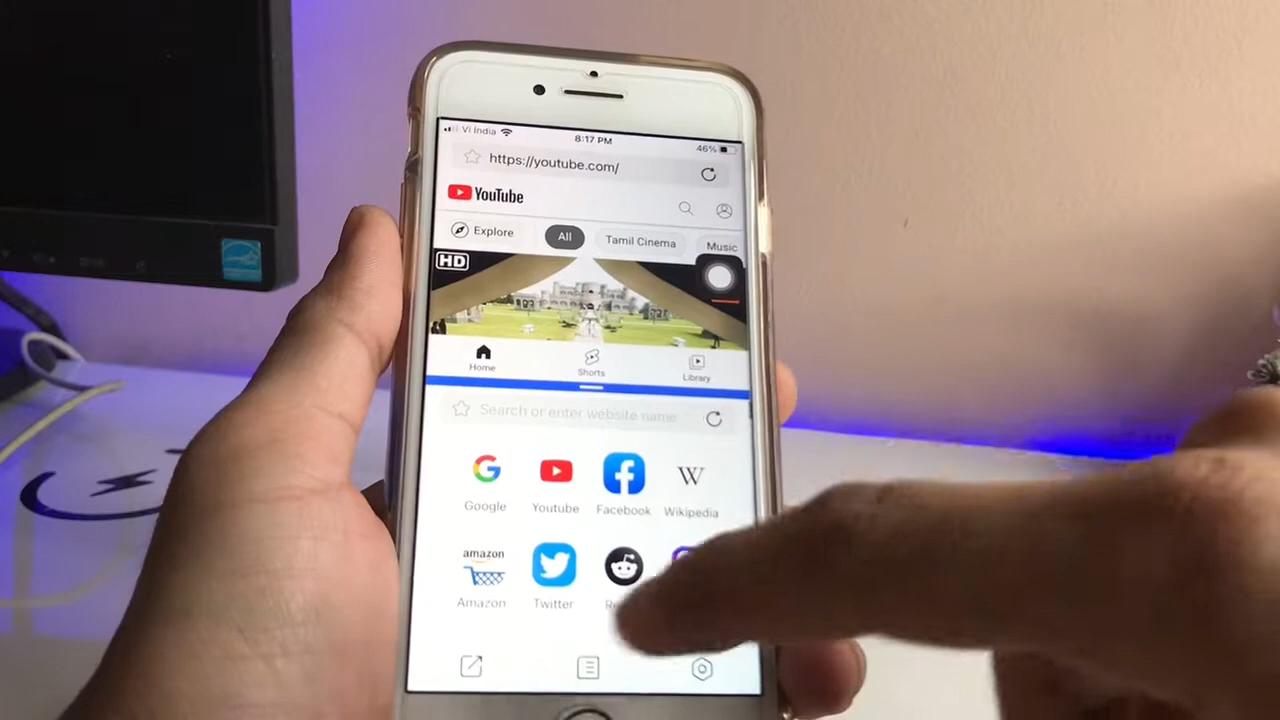 Vi India
8:17 PM
46%
https://youtube.com/
YouTube
Explore
All
Tamil Cinema
Music
HD
Home
Shorts
Library
Search or enter website name
Google
Youtube
Facebook
Wikipedia
W
amazon
Amazon
Twitter